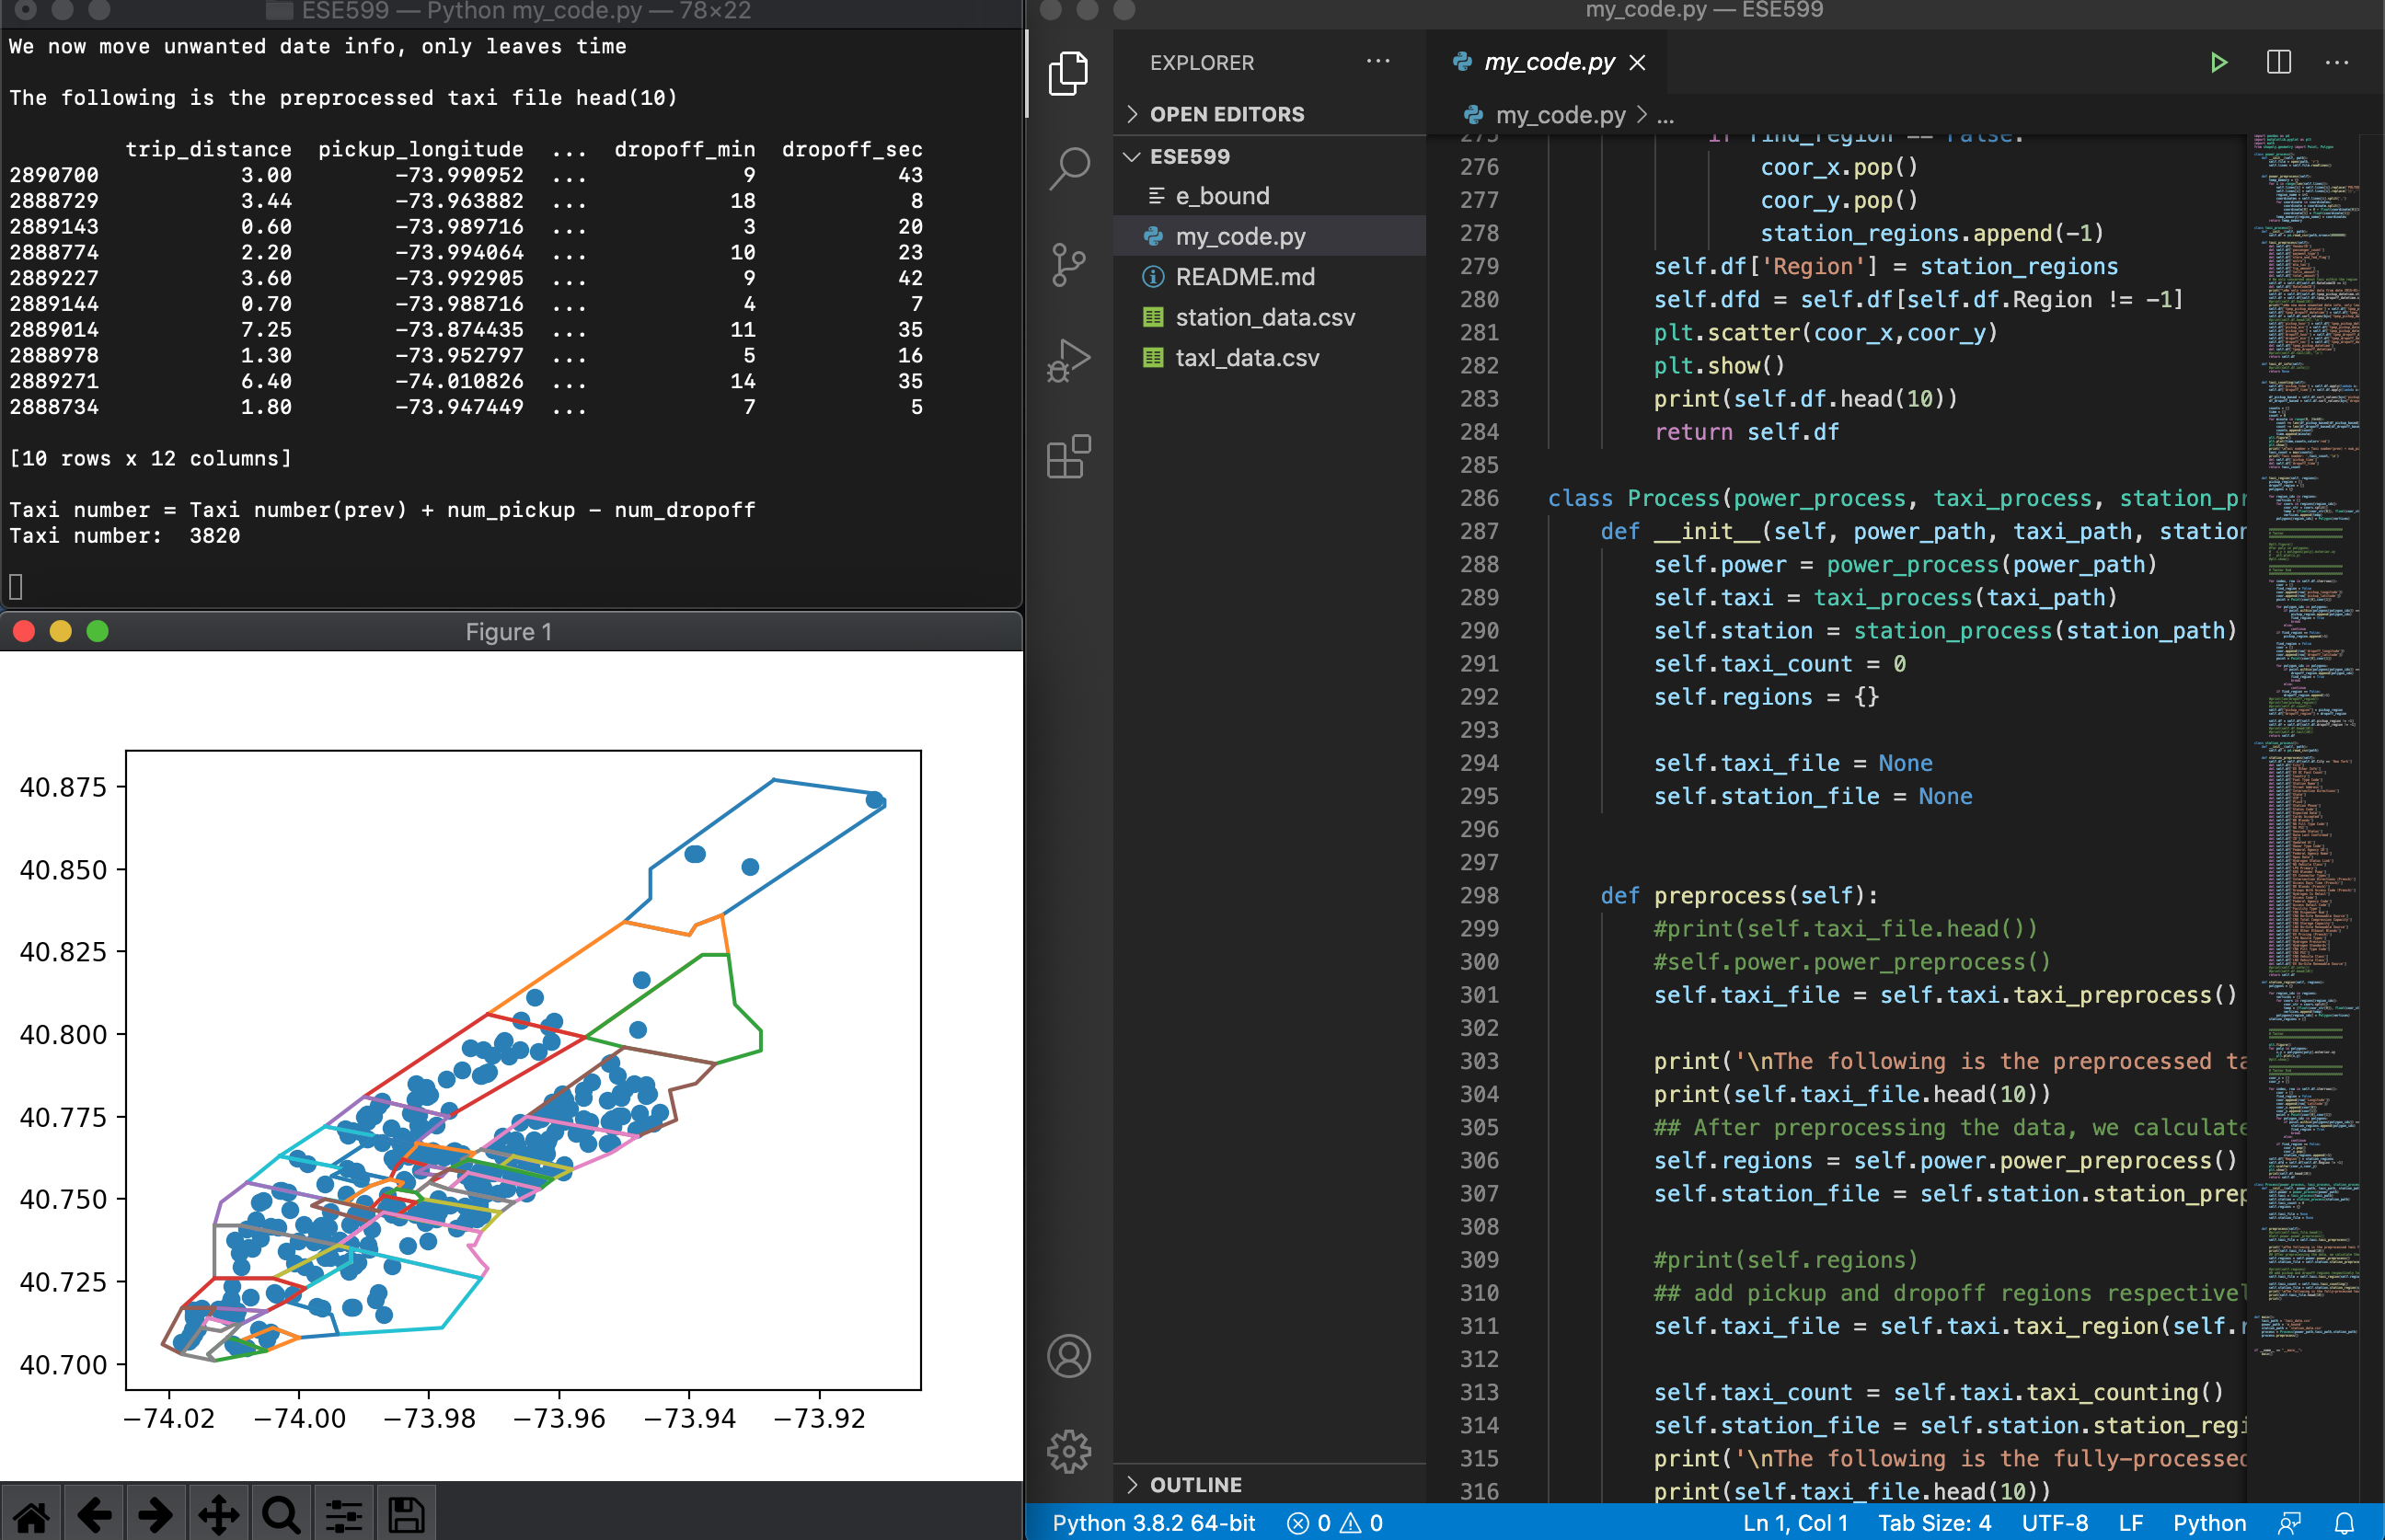 ESE599 — Python my_code.py — 78×22
We now move unwanted date info, only leaves time
The following is the preprocessed taxi file head(10)
trip_distance pickup_longitude ... dropoff_min dropoff_sec
2890700 3.00 -73.990952 ... 9 43
2888729 3.44 -73.963882 ... 18 8
2889143 0.60 -73.989716 ... 3 20
2888774 2.20 -73.994064 ... 10 23
2889227 3.60 -73.992905 ... 9 42
2889144 0.70 -73.988716 ... 4 7
2889014 7.25 -73.874435 ... 11 35
2888978 1.30 -73.952797 ... 5 16
2889271 6.40 -74.010826 ... 14 35
2888734 1.80 -73.947449 ... 7 5
[10 rows x 12 columns]
Taxi number = Taxi number(prev) + num_pickup - num_dropoff
Taxi number: 3820
Figure 1
40.875
40.850
40.825
40.800
40.775
40.750
40.725
40.700
−74.02 −74.00 −73.98 −73.96 −73.94 −73.92
my_code.py — ESE599
EXPLORER ...
OPEN EDITORS
ESE599
e_bound
my_code.py
README.md
station_data.csv
taxI_data.csv
OUTLINE
my_code.py
my_code.py > ...
275 if find_region == False:
276 coor_x.pop()
277 coor_y.pop()
278 station_regions.append(-1)
279 self.df['Region'] = station_regions
280 self.dfd = self.df[self.df.Region != -1]
281 plt.scatter(coor_x,coor_y)
282 plt.show()
283 print(self.df.head(10))
284 return self.df
285
286 class Process(power_process, taxi_process, station_pr
287 def __init__(self, power_path, taxi_path, station
288 self.power = power_process(power_path)
289 self.taxi = taxi_process(taxi_path)
290 self.station = station_process(station_path)
291 self.taxi_count = 0
292 self.regions = {}
293
294 self.taxi_file = None
295 self.station_file = None
296
297
298 def preprocess(self):
299 #print(self.taxi_file.head())
300 #self.power.power_preprocess()
301 self.taxi_file = self.taxi.taxi_preprocess()
302
303 print('\nThe following is the preprocessed ta
304 print(self.taxi_file.head(10))
305 ## After preprocessing the data, we calculate
306 self.regions = self.power.power_preprocess()
307 self.station_file = self.station.station_prep
308
309 #print(self.regions)
310 ## add pickup and dropoff regions respectivel
311 self.taxi_file = self.taxi.taxi_region(self.r
312
313 self.taxi_count = self.taxi.taxi_counting()
314 self.station_file = self.station.station_regi
315 print('\nThe following is the fully-processed
316 print(self.taxi_file.head(10))
Python 3.8.2 64-bit 0 0 Ln 1, Col 1 Tab Size: 4 UTF-8 LF Python